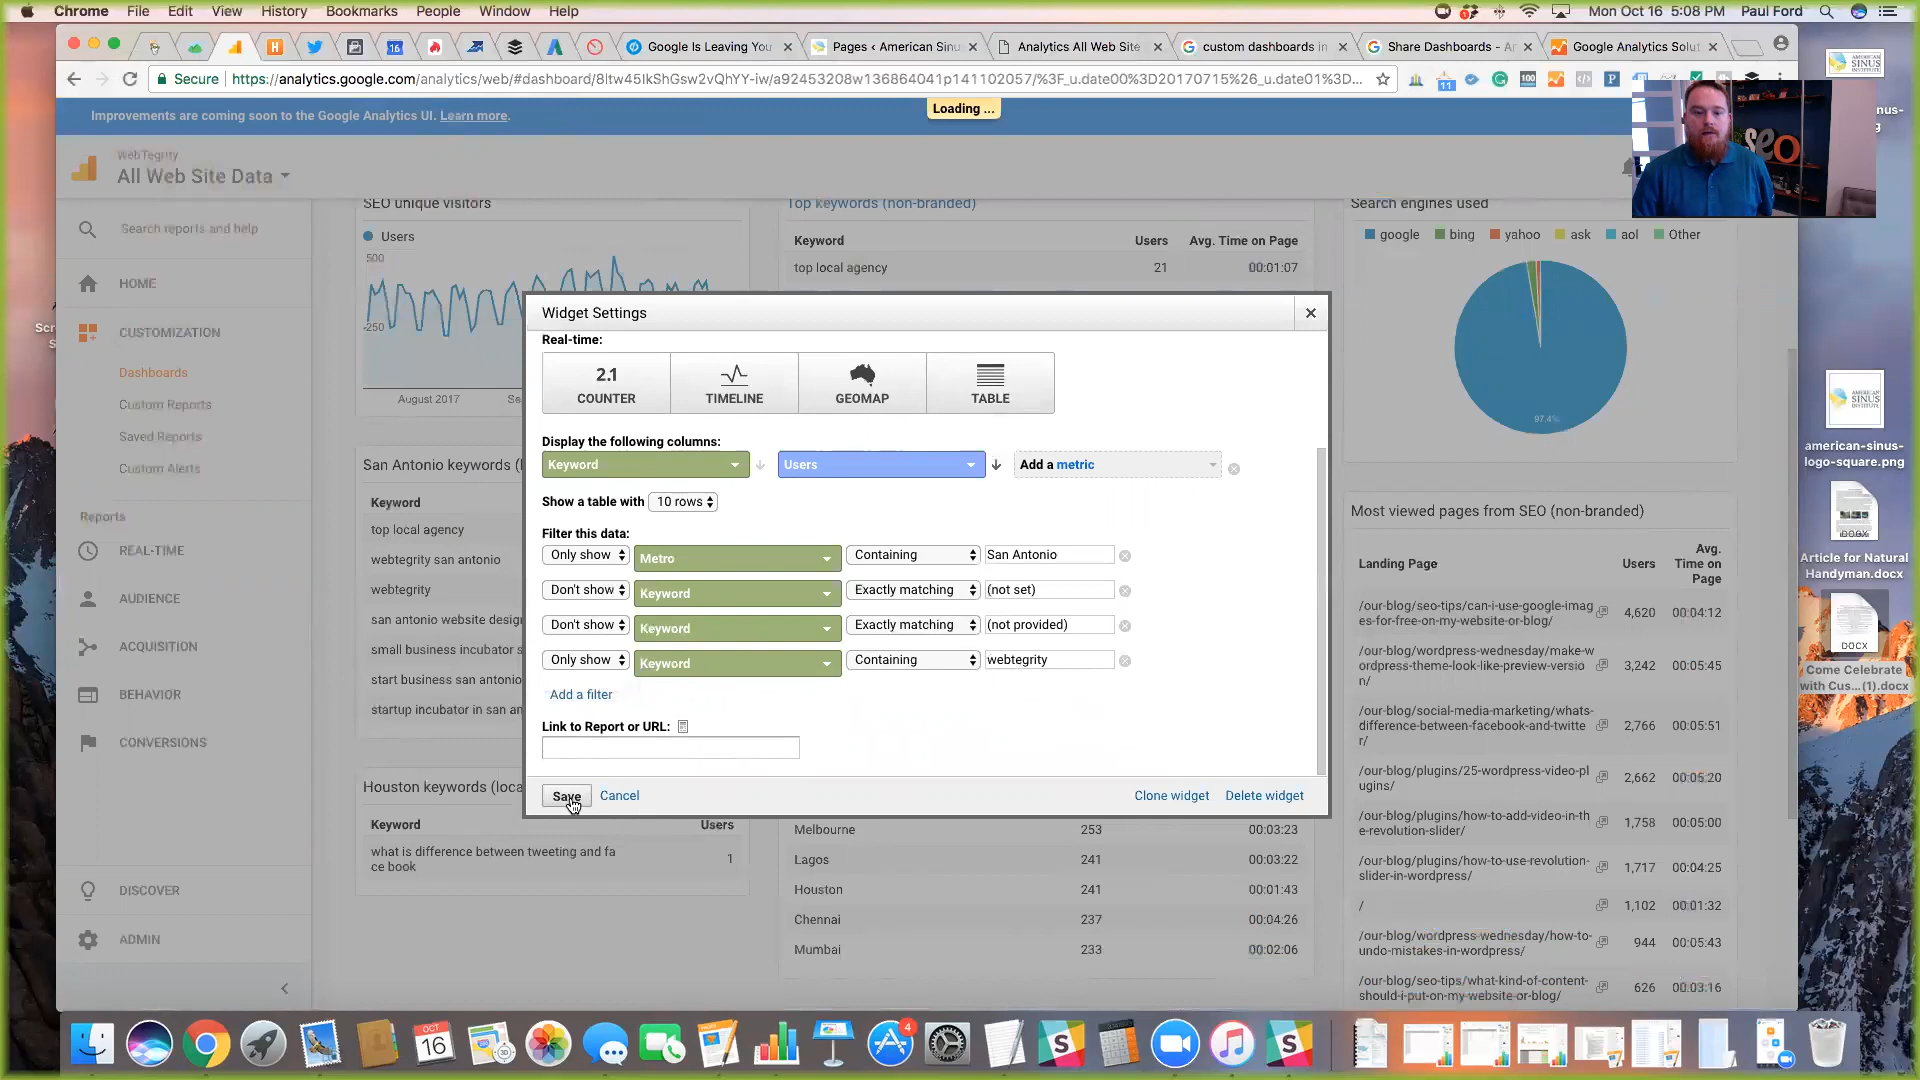 Chrome File Edit View History Bookmarks People Window Help
Mon Oct 16 5:08 PM Paul Ford
Google Is Leaving You
Pages ‹ American Sinu
Analytics All Web Site
custom dashboards in
Share Dashboards - A
Google Analytics Solut
Secure https://analytics.google.com/analytics/web/#dashboard/8ltw45IkShGsw2vQhYY-iw/a92453208w136864041p141102057/%3F_u.date00%3D20170715%26_u.date01%3D...
Improvements are coming soon to the Google Analytics UI. Learn more.
Loading ...
WebTegrity
All Web Site Data
Search reports and help
HOME
CUSTOMIZATION
Dashboards
Custom Reports
Saved Reports
Custom Alerts
Reports
REAL-TIME
AUDIENCE
ACQUISITION
BEHAVIOR
CONVERSIONS
DISCOVER
ADMIN
SEO unique visitors
Users
500
250
August 2017
San Antonio keywords (
Keyword
top local agency
webtegrity san antonio
webtegrity
san antonio website desig
small business incubator s
start business san antonio
startup incubator in san an
Houston keywords (loca
Keyword Users
what is difference between tweeting and fa
ce book 1
Top keywords (non-branded)
Keyword Users Avg. Time on Page
top local agency 21 00:01:07
Widget Settings
Real-time:
2.1
COUNTER TIMELINE GEOMAP TABLE
Display the following columns:
Keyword Users Add a metric
Show a table with 10 rows
Filter this data:
Only show Metro Containing San Antonio
Don't show Keyword Exactly matching (not set)
Don't show Keyword Exactly matching (not provided)
Only show Keyword Containing webtegrity
Add a filter
Link to Report or URL:
Save Cancel Clone widget Delete widget
Melbourne 253 00:03:23
Lagos 241 00:03:22
Houston 241 00:01:43
Chennai 237 00:04:26
Mumbai 233 00:02:06
Search engines used
google bing yahoo ask aol Other
97.4%
Most viewed pages from SEO (non-branded)
Landing Page Users Avg. Time on Page
/our-blog/seo-tips/can-i-use-google-imag
es-for-free-on-my-website-or-blog/ 4,620 00:04:12
/our-blog/wordpress-wednesday/make-w
ordpress-theme-look-like-preview-versio
n/ 3,242 00:05:45
/our-blog/social-media-marketing/whats-
difference-between-facebook-and-twitte
r/ 2,766 00:05:51
/our-blog/plugins/25-wordpress-video-pl
ugins/ 2,662 00:05:20
/our-blog/plugins/how-to-add-video-in-th
e-revolution-slider/ 1,758 00:05:00
/our-blog/plugins/how-to-use-revolution-
slider-in-wordpress/ 1,717 00:04:25
/ 1,102 00:01:32
/our-blog/wordpress-wednesday/how-to-
undo-mistakes-in-wordpress/ 944 00:05:43
/our-blog/seo-tips/what-kind-of-content-
should-i-put-on-my-website-or-blog/ 626 00:03:16
seo
AMERICAN
SINUS
INSTITUTE
american-sinus-
logo-square.png
DOCX
Article for Natural
Handyman.docx
DOCX
Come Celebrate
with Cus...(1).docx
OCT
16
4